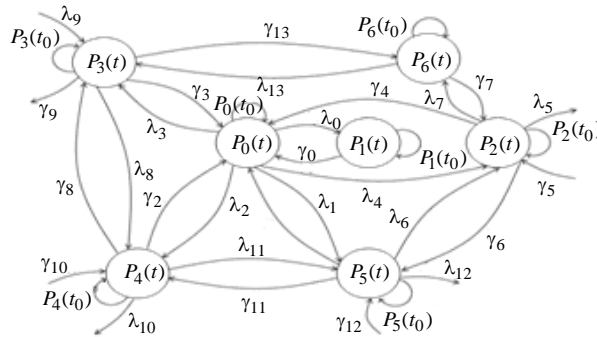 λ₉
γ₁₃
P₆(t₀)
P₃(t₀)
P₃(t)
P₆(t)
γ₉
γ₃
λ₁₃
γ₄
λ₇
γ₇
P₀(t₀)
λ₃
λ₀
λ₅
P₀(t)
P₁(t)
P₂(t)
P₂(t₀)
γ₀
P₁(t₀)
γ₈
λ₈
γ₂
λ₂
λ₁
λ₄
λ₆
γ₅
γ₆
λ₁₁
γ₁₀
P₄(t)
P₅(t)
λ₁₂
P₄(t₀)
γ₁₁
λ₁₀
γ₁₂
P₅(t₀)